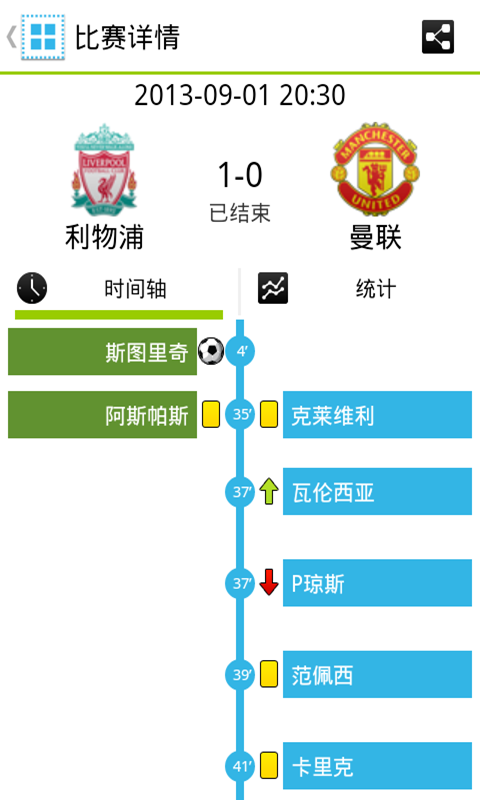 比赛详情
2013-09-01 20:30
LIVERPOOL
FOOTBALL CLUB
MANCHESTER
UNITED
1-0
已结束
利物浦
曼联
时间轴
统计
斯图里奇
4'
阿斯帕斯
35'
克莱维利
37'
瓦伦西亚
37'
P琼斯
39'
范佩西
41'
卡里克